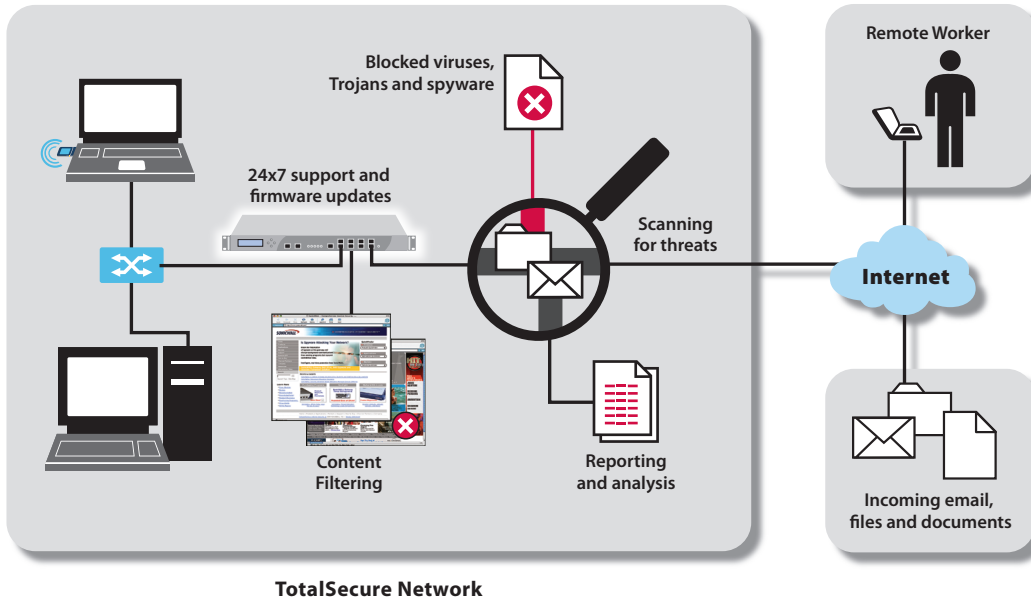 Blocked viruses,
Trojans and spyware
Remote Worker
24x7 support and
firmware updates
Scanning
for threats
Internet
SONICWALL
Content
Filtering
Reporting
and analysis
Incoming email,
files and documents
TotalSecure Network